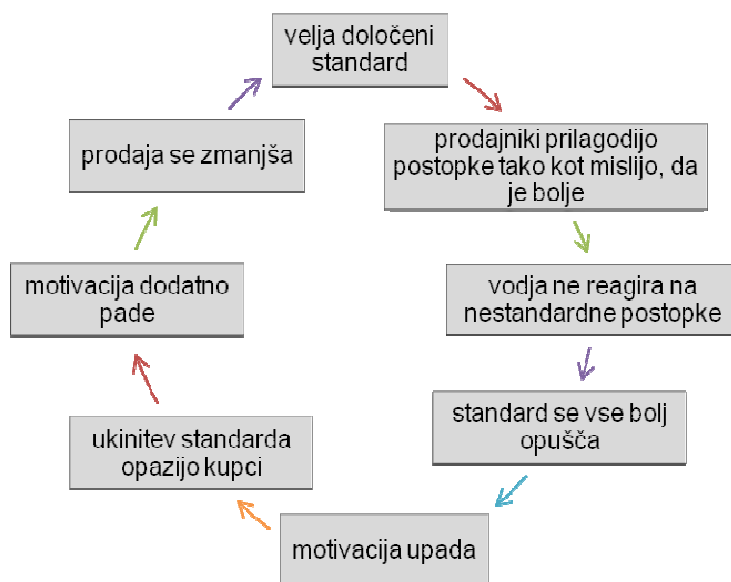 velja določeni
standard
prodajniki prilagodijo
postopke tako kot mislijo, da
je bolje
vodja ne reagira na
nestandardne postopke
standard se vse bolj
opušča
motivacija upada
ukinitev standarda
opazijo kupci
motivacija dodatno
pade
prodaja se zmanjša